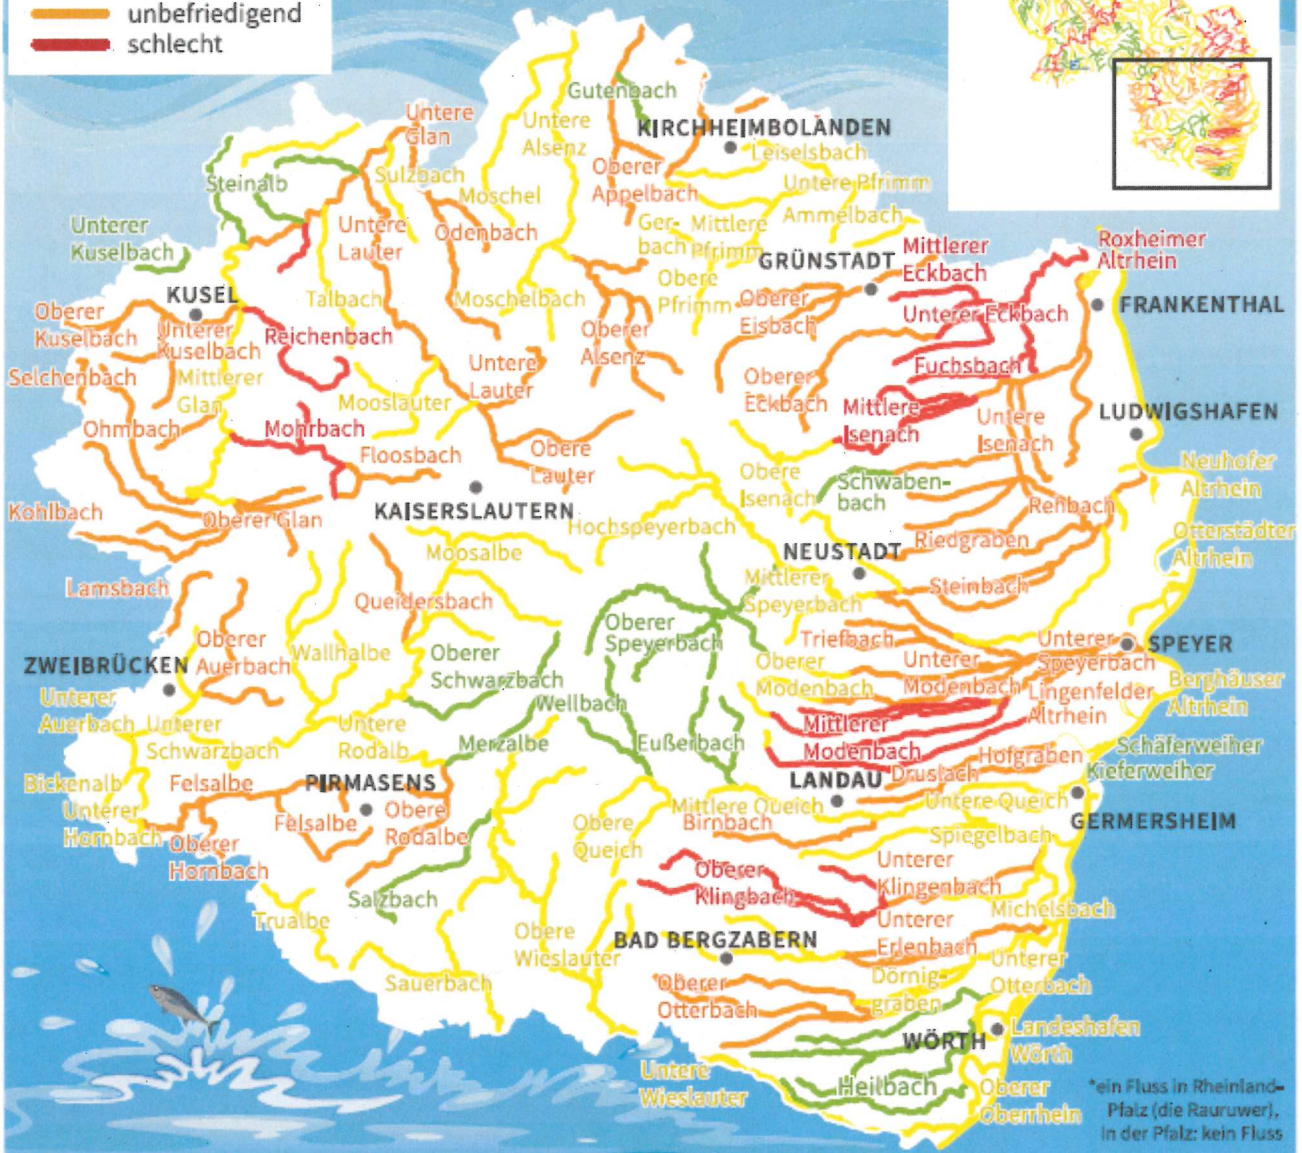 unbefriedigend
schlecht
Gutenbach
KIRCHHEIMBOLANDEN
Untere
Glan
Untere
Alsenz
Leiselsbach
Oberer
Appelbach
Steinalb
Sulzbach
Moschel
Untere Pfrimm
Ammelbach
Unterer
Kuselbach
Untere
Lauter
Odenbach
Ger-
bach
Mittlere
Pfrimm
GRÜNSTADT
Mittlerer
Eckbach
Roxheimer
Altrhein
KUSEL
Talbach
Moschelbach
Obere
Pfrimm
Oberer
Eisbach
Unterer Eckbach
FRANKENTHAL
Oberer
Kuselbach
Unterer
Kuselbach
Reichenbach
Oberer
Alsenz
Selchenbach
Mittlerer
Glan
Untere
Lauter
Fuchsbach
Oberer
Eckbach
Mooslauter
Mittlere
Isenach
Untere
Isenach
LUDWIGSHAFEN
Ohmbach
Mohrbach
Floosbach
Obere
Lauter
Obere
Isenach
Schwaben-
bach
Neuhofer
Altrhein
Kohlbach
Oberer Glan
KAISERSLAUTERN
Hochspeyerbach
Rehbach
Riedgraben
Otterstädter
Altrhein
Moosalbe
NEUSTADT
Lamsbach
Queidersbach
Mittlerer
Speyerbach
Steinbach
Oberer
Auerbach
Wallhalbe
Oberer
Schwarzbach
Oberer
Speyerbach
Triefbach
Unterer
Speyerbach
SPEYER
ZWEIBRÜCKEN
Oberer
Modenbach
Unterer
Modenbach
Lingenfelder
Altrhein
Berghäuser
Altrhein
Unterer
Auerbach
Unterer
Schwarzbach
Untere
Rodalb
Wellbach
Merzalbe
Eußerbach
Mittlerer
Modenbach
Hofgraben
Schäferweiher
Kieferweiher
Bickenalb
Felsalbe
PIRMASENS
LANDAU
Druslach
Unterer
Hornbach
Felsalbe
Obere
Rodalbe
Obere
Queich
Mittlere Queich
Birnbach
Untere Queich
GERMERSHEIM
Oberer
Hornbach
Spiegelbach
Salzbach
Oberer
Klingbach
Unterer
Klingenbach
Trualbe
Michelsbach
Obere
Wieslauter
BAD BERGZABERN
Unterer
Erlenbach
Sauerbach
Oberer
Otterbach
Dörnig-
graben
Unterer
Otterbach
WÖRTH
Landeshafen
Wörth
Untere
Wieslauter
Heilbach
Oberer
Oberrhein
*ein Fluss in Rheinland-
Pfalz (die Rauruwer),
in der Pfalz: kein Fluss